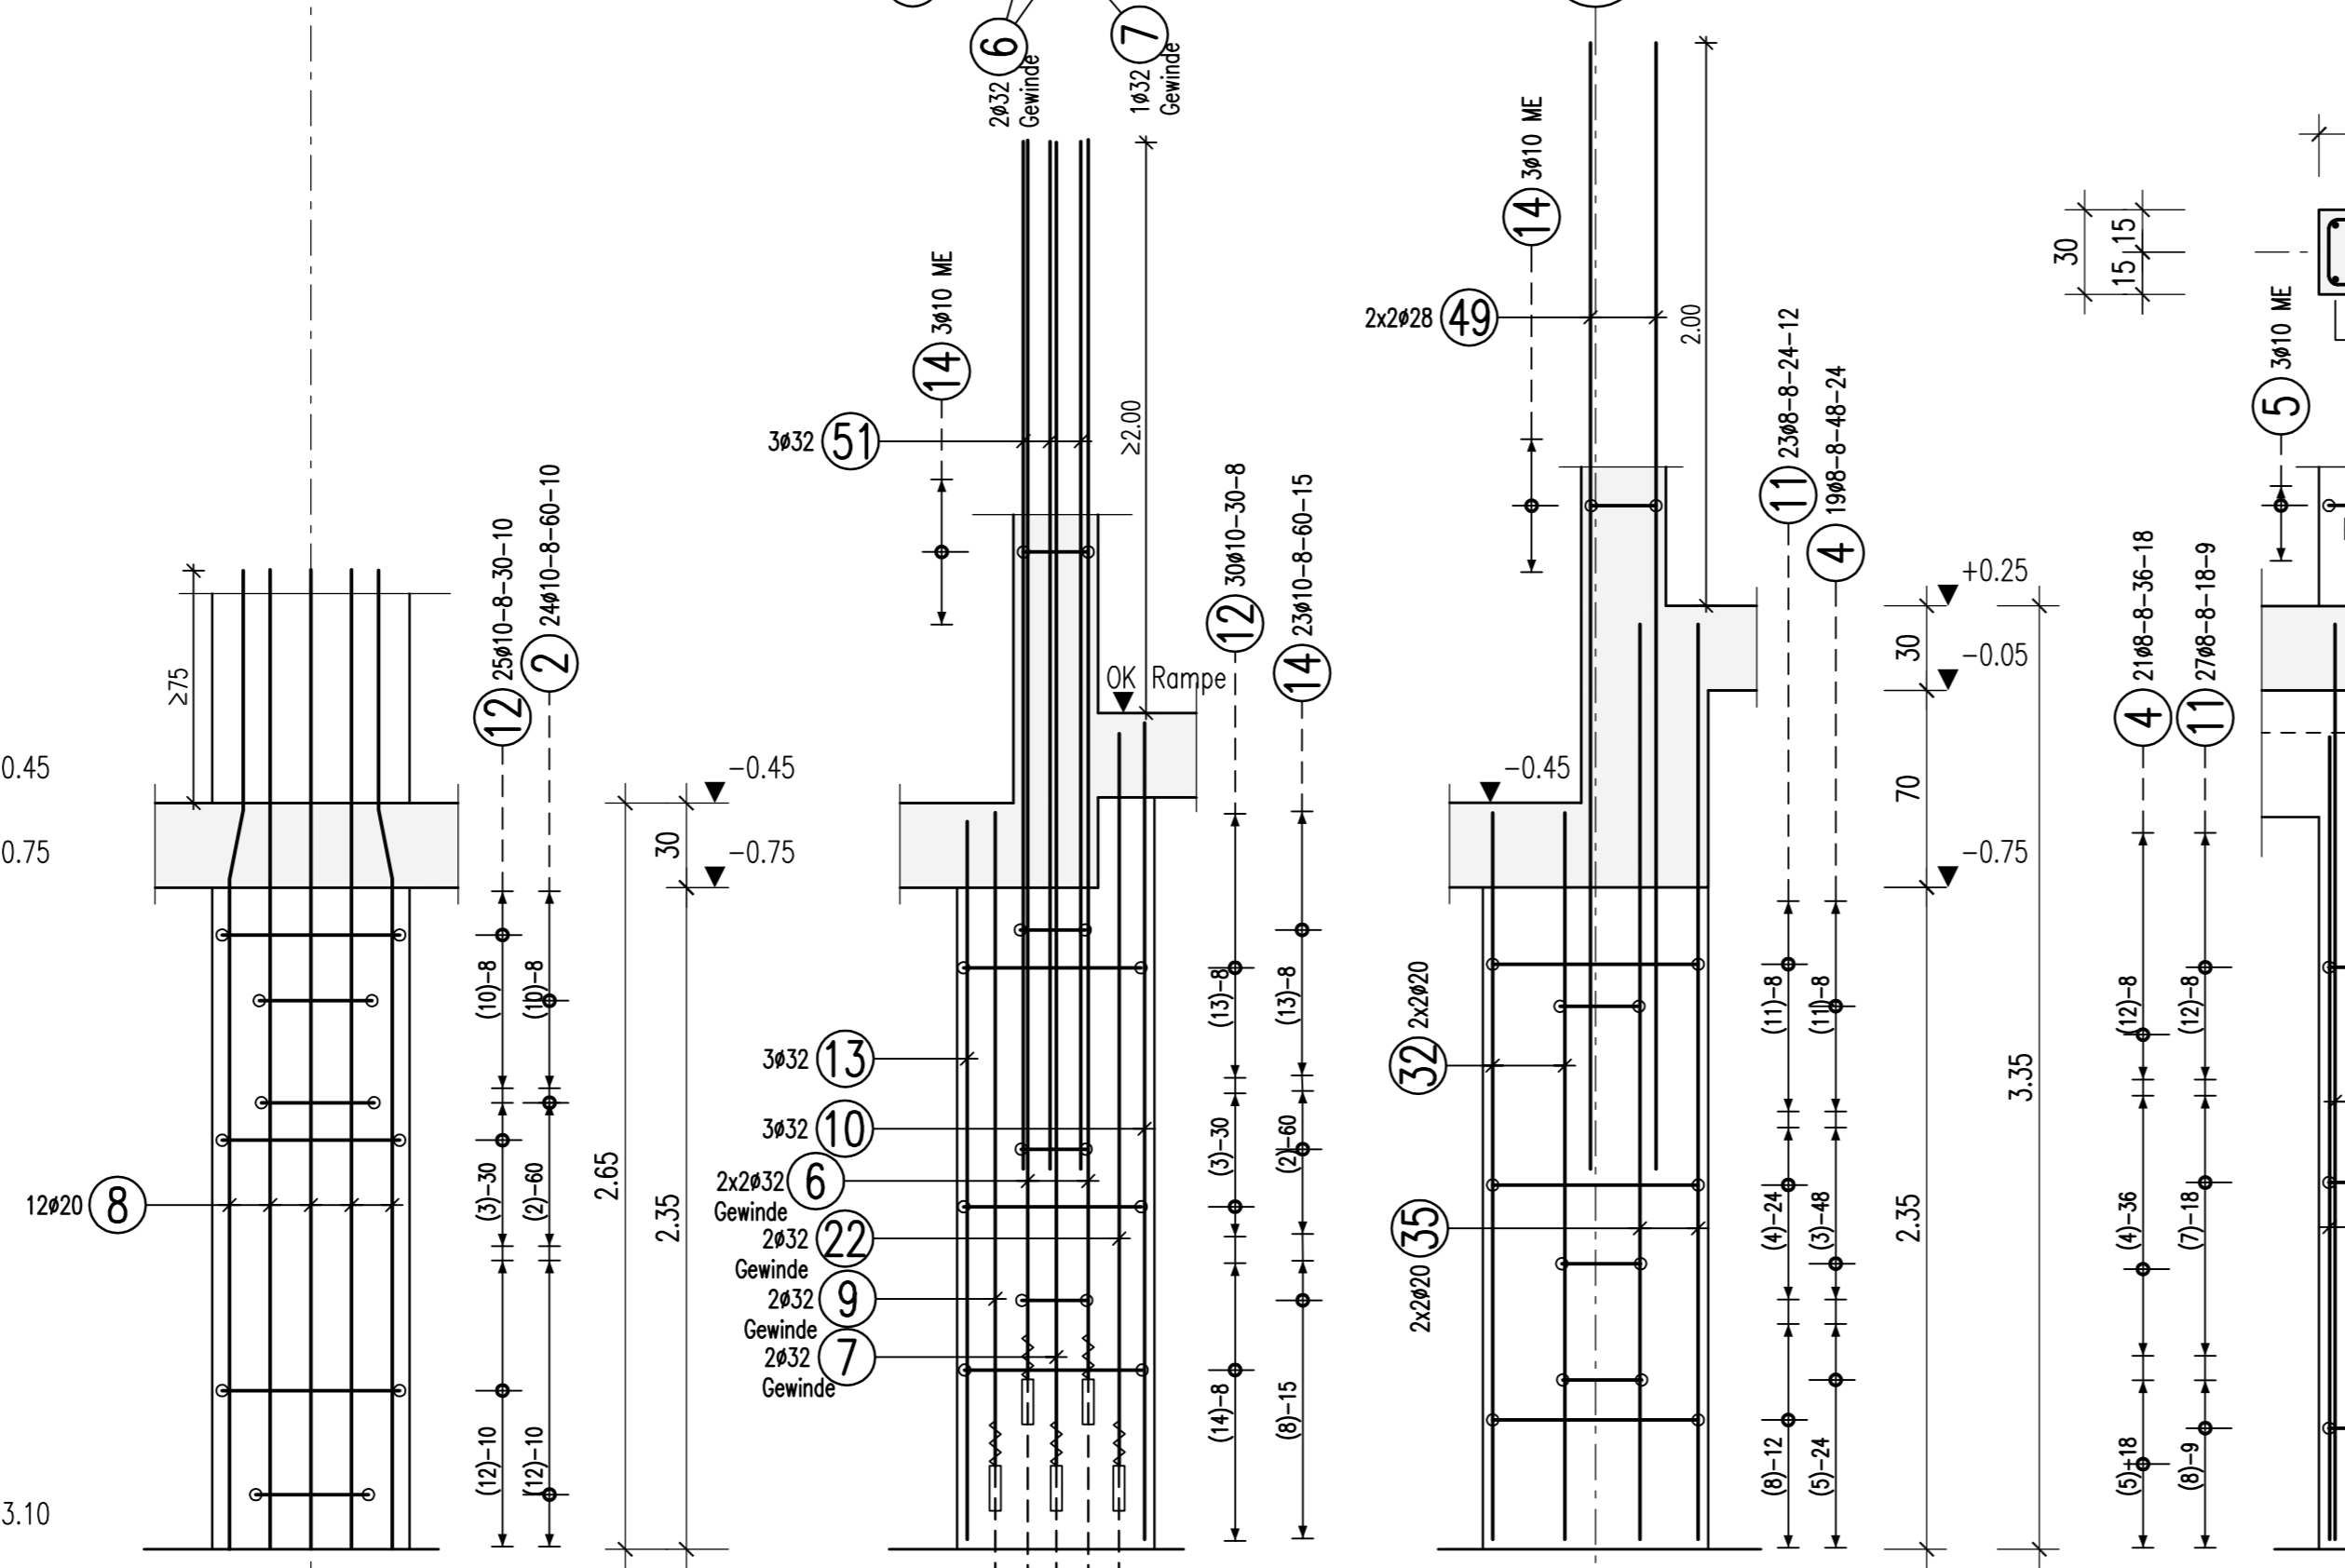 0.45
0.75
3.10
≥75
12ø20 8
12 25ø10-8-30-10
2 24ø10-8-60-10
(10)-8
(10)-8
(3)-30
(2)-60
(12)-10
(12)-10
2.65
30
2.35
-0.45
-0.75
2ø32 6
Gewinde
1ø32 7
Gewinde
14 3ø10 ME
3ø32 51
≥2.00
OK Rampe
12 30ø10-30-8
14 23ø10-8-60-15
3ø32 13
3ø32 10
2x2ø32 6
Gewinde
2ø32 22
Gewinde
2ø32 9
Gewinde
2ø32 7
Gewinde
(13)-8
(13)-8
(3)-30
(2)-60
(14)-8
(8)-15
14 3ø10 ME
2x2ø28 49
2.00
11 23ø8-8-24-12
4 19ø8-8-48-24
-0.45
32 2x2ø20
35
2x2ø20
(11)-8
(11)-8
(4)-24
(3)-48
(8)-12
(5)-24
+0.25
30
-0.05
70
-0.75
2.35
3.35
30
15 15
5 3ø10 ME
4 21ø8-8-36-18
11 27ø8-8-18-9
(12)-8
(12)-8
(4)-36
(7)-18
(5)-18
(8)-9